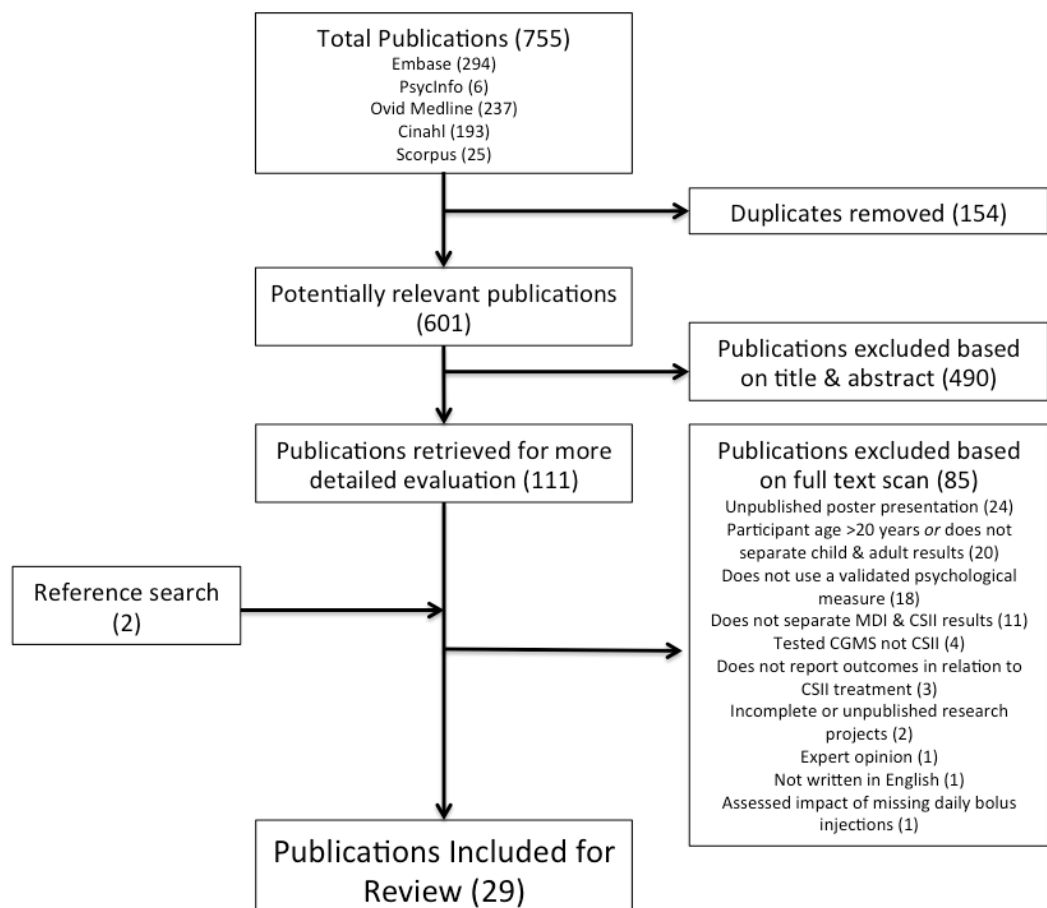 Total Publications (755)
Embase (294)
PsycInfo (6)
Ovid Medline (237)
Cinahl (193)
Scorpus (25)
Duplicates removed (154)
Potentially relevant publications
(601)
Publications excluded based
on title & abstract (490)
Publications retrieved for more
detailed evaluation (111)
Publications excluded based
on full text scan (85)
Unpublished poster presentation (24)
Participant age >20 years or does not
separate child & adult results (20)
Does not use a validated psychological
measure (18)
Does not separate MDI & CSII results (11)
Tested CGMS not CSII (4)
Does not report outcomes in relation to
CSII treatment (3)
Incomplete or unpublished research
projects (2)
Expert opinion (1)
Not written in English (1)
Assessed impact of missing daily bolus
injections (1)
Reference search
(2)
Publications Included for
Review (29)